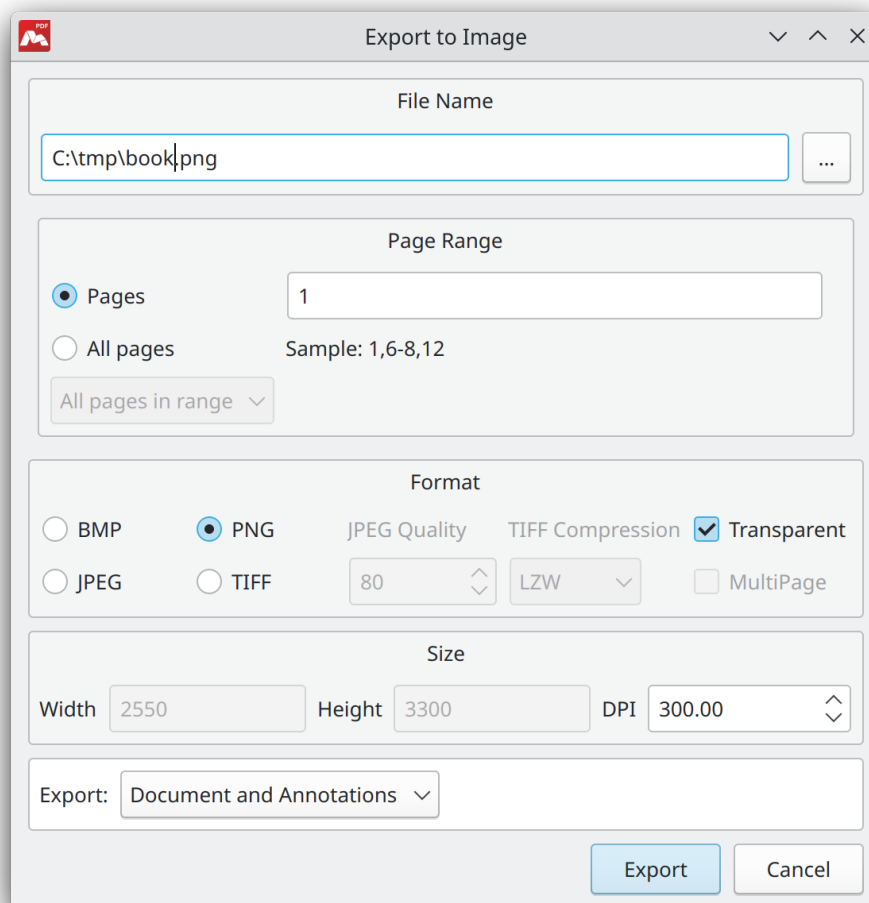 PDF
Export to Image
File Name
C:\tmp\book.png
...
Page Range
Pages
1
All pages
Sample: 1,6-8,12
All pages in range
Format
BMP
PNG
JPEG Quality
TIFF Compression
Transparent
JPEG
TIFF
80
LZW
MultiPage
Size
Width
2550
Height
3300
DPI
300.00
Export:
Document and Annotations
Export
Cancel